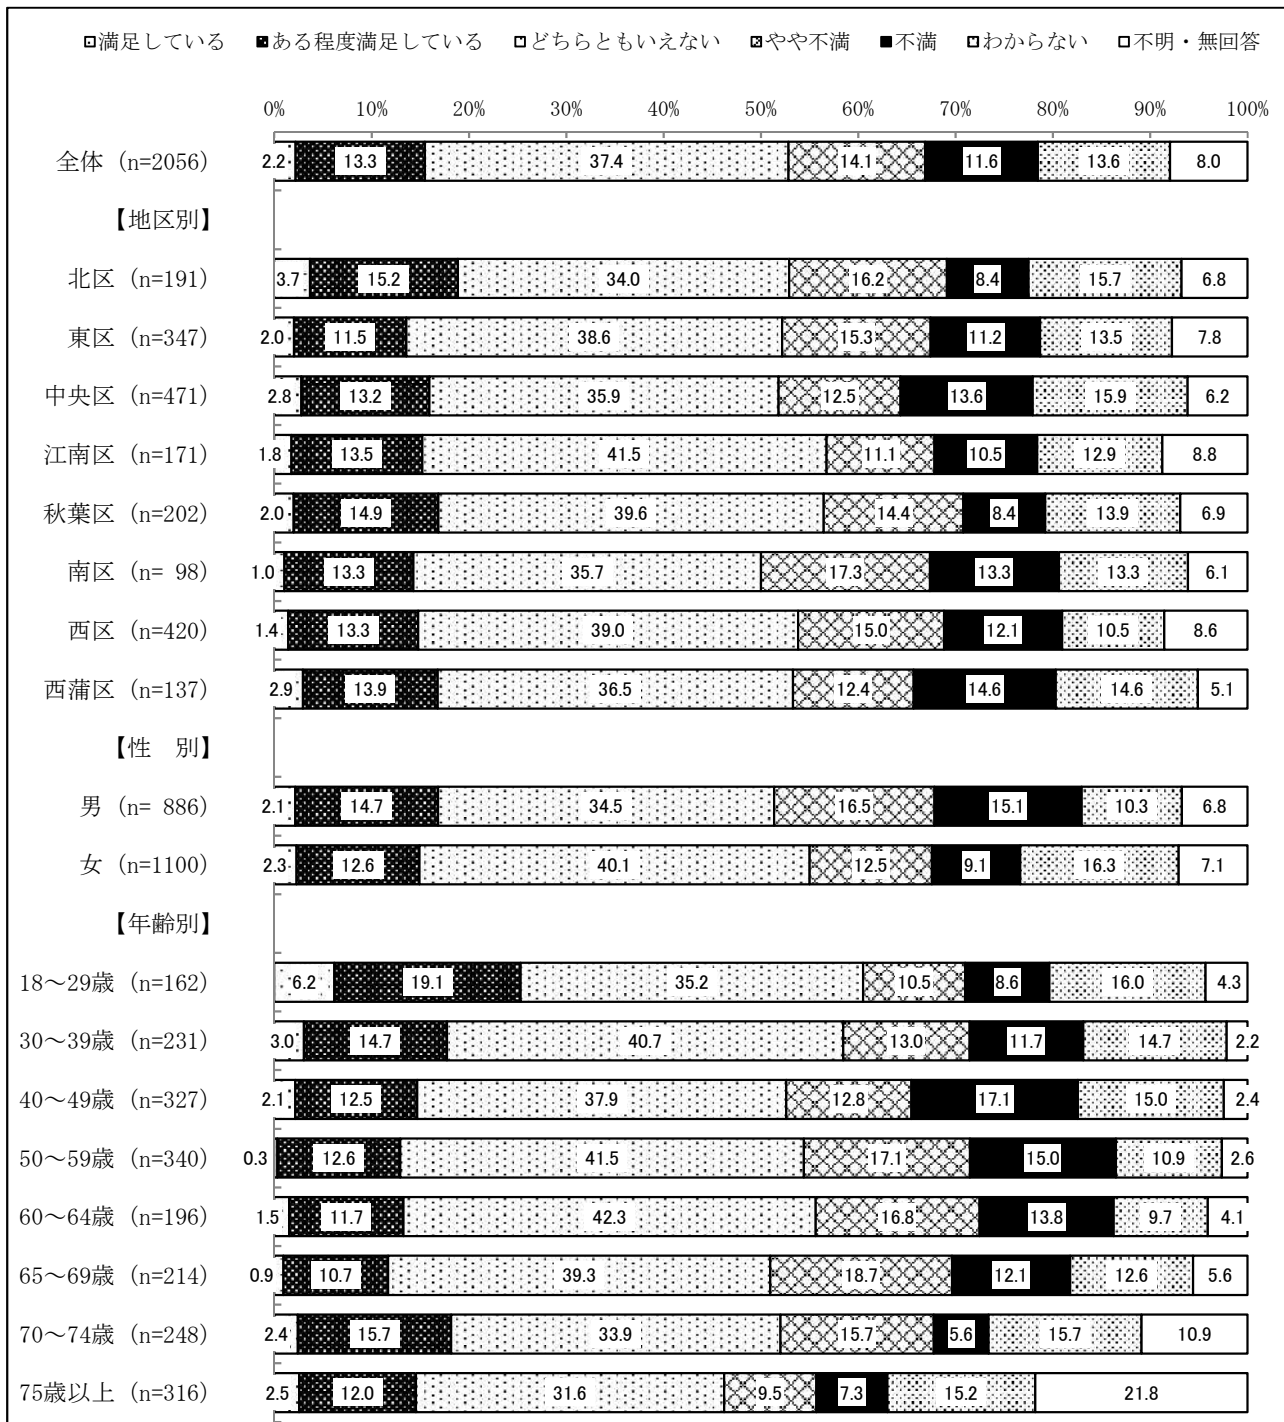 満足している ある程度満足している どちらともいえない やや不満 不満 わからない 不明・無回答
0% 10% 20% 30% 40% 50% 60% 70% 80% 90% 100%
全体 (n=2056) 2.2 13.3 37.4 14.1 11.6 13.6 8.0
【地区別】
北区 (n=191) 3.7 15.2 34.0 16.2 8.4 15.7 6.8
東区 (n=347) 2.0 11.5 38.6 15.3 11.2 13.5 7.8
中央区 (n=471) 2.8 13.2 35.9 12.5 13.6 15.9 6.2
江南区 (n=171) 1.8 13.5 41.5 11.1 10.5 12.9 8.8
秋葉区 (n=202) 2.0 14.9 39.6 14.4 8.4 13.9 6.9
南区 (n= 98) 1.0 13.3 35.7 17.3 13.3 13.3 6.1
西区 (n=420) 1.4 13.3 39.0 15.0 12.1 10.5 8.6
西蒲区 (n=137) 2.9 13.9 36.5 12.4 14.6 14.6 5.1
【性　別】
男 (n= 886) 2.1 14.7 34.5 16.5 15.1 10.3 6.8
女 (n=1100) 2.3 12.6 40.1 12.5 9.1 16.3 7.1
【年齢別】
18～29歳 (n=162) 6.2 19.1 35.2 10.5 8.6 16.0 4.3
30～39歳 (n=231) 3.0 14.7 40.7 13.0 11.7 14.7 2.2
40～49歳 (n=327) 2.1 12.5 37.9 12.8 17.1 15.0 2.4
50～59歳 (n=340) 0.3 12.6 41.5 17.1 15.0 10.9 2.6
60～64歳 (n=196) 1.5 11.7 42.3 16.8 13.8 9.7 4.1
65～69歳 (n=214) 0.9 10.7 39.3 18.7 12.1 12.6 5.6
70～74歳 (n=248) 2.4 15.7 33.9 15.7 5.6 15.7 10.9
75歳以上 (n=316) 2.5 12.0 31.6 9.5 7.3 15.2 21.8